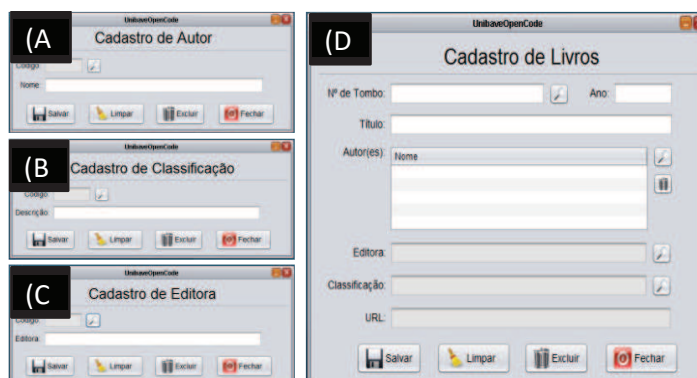 (A
UnibaveOpenCode
Cadastro de Autor
Código:
Nome:
Salvar Limpar Excluir Fechar
(B
UnibaveOpenCode
Cadastro de Classificação
Código:
Descrição:
Salvar Limpar Excluir Fechar
(C
UnibaveOpenCode
Cadastro de Editora
Código:
Editora:
Salvar Limpar Excluir Fechar
(D
UnibaveOpenCode
Cadastro de Livros
Nº de Tombo: Ano:
Título:
Autor(es): Nome
Editora:
Classificação:
URL:
Salvar Limpar Excluir Fechar